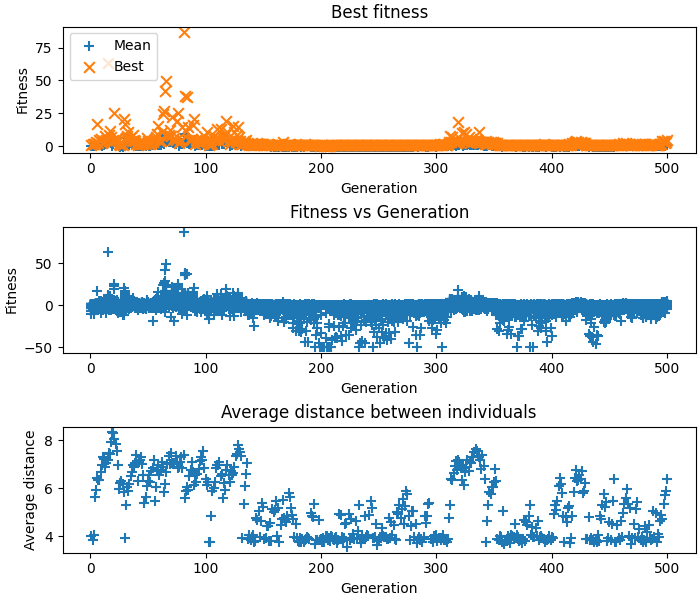 Best fitness
75
50
25
0
Fitness
Mean
Best
0 100 200 300 400 500
Generation
Fitness vs Generation
50
0
−50
Fitness
0 100 200 300 400 500
Generation
Average distance between individuals
8
6
4
Average distance
0 100 200 300 400 500
Generation